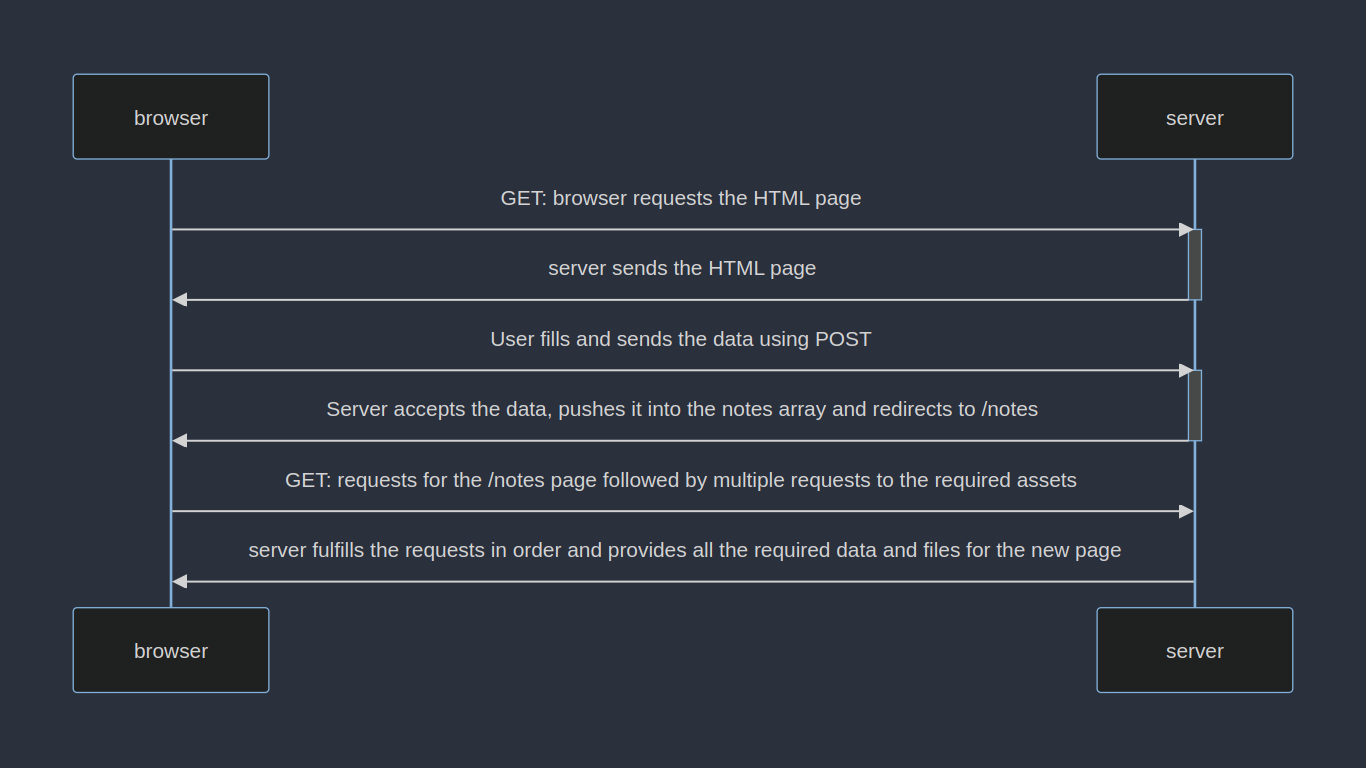 browser
server
GET: browser requests the HTML page
server sends the HTML page
User fills and sends the data using POST
Server accepts the data, pushes it into the notes array and redirects to /notes
GET: requests for the /notes page followed by multiple requests to the required assets
server fulfills the requests in order and provides all the required data and files for the new page
browser
server